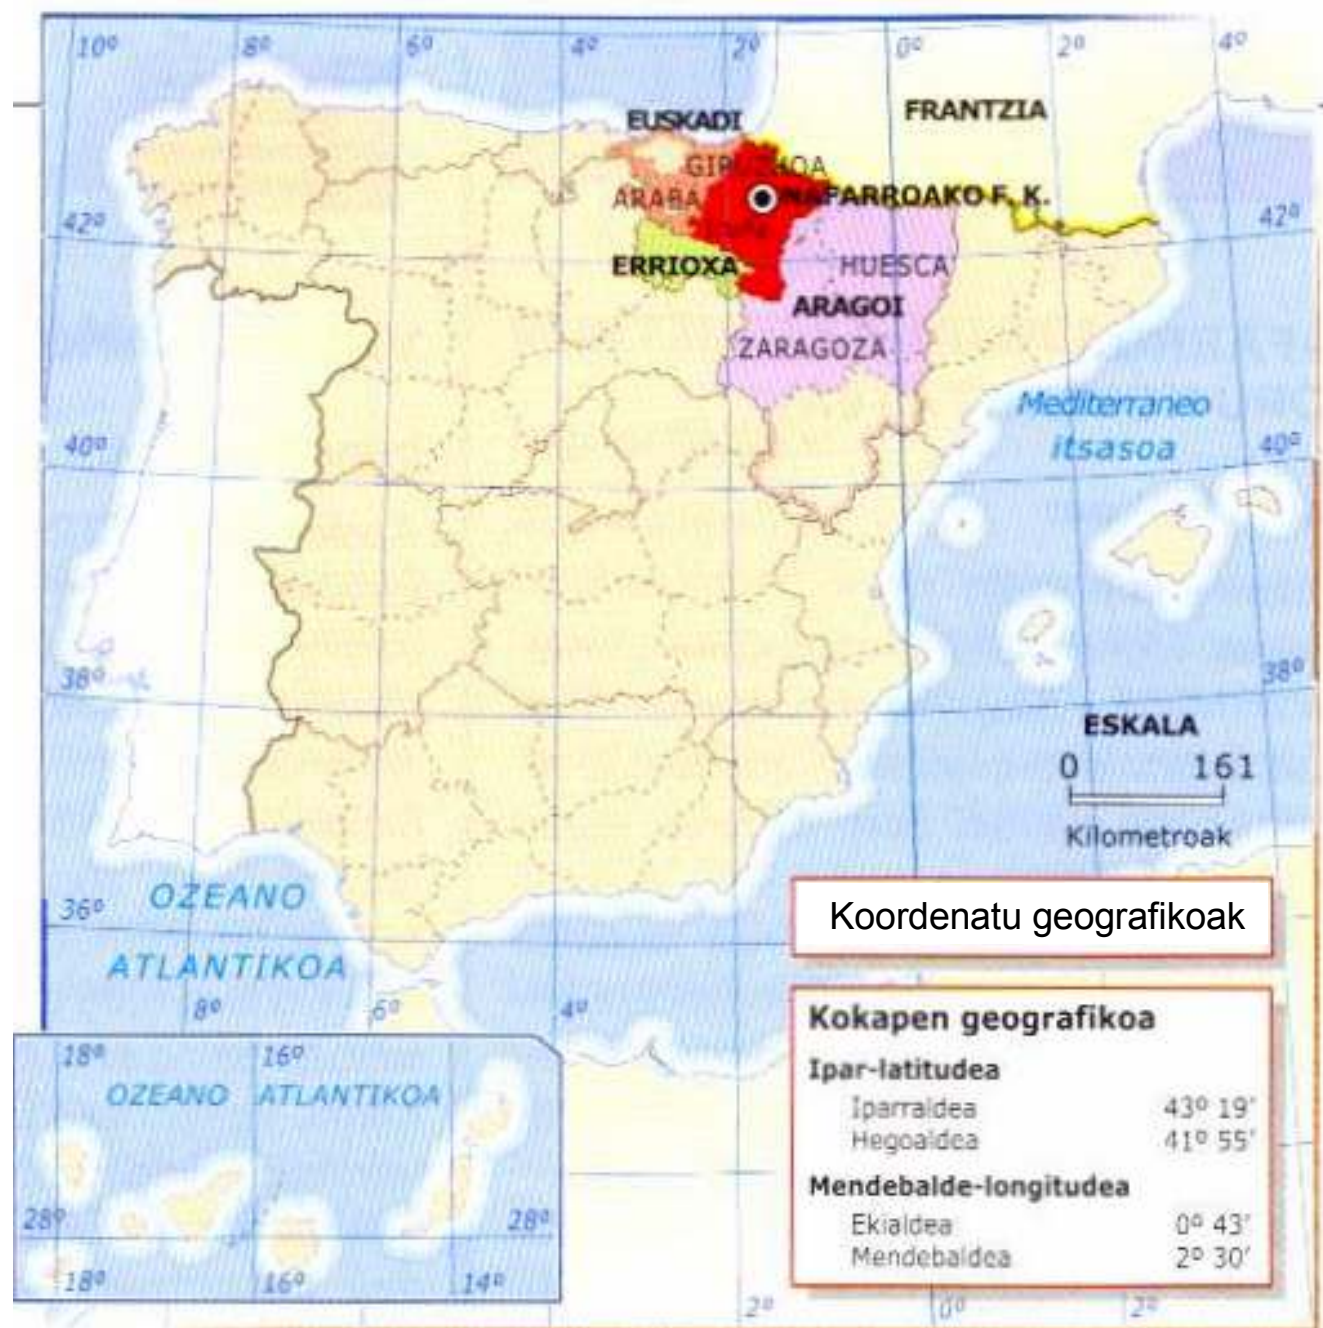 10º 8º 6º 4º 2º 0º 2º 4º
EUSKADI
FRANTZIA
ARABA
NAFARROAKO F. K.
42º
42º
ERRIOXA
HUESCA
ARAGOI
ZARAGOZA
Mediterraneo
itsasoa
40º
40º
38º
38º
ESKALA
0 161
Kilometroak
36º
OZEANO
ATLANTIKOA
8º 6º 4º
Koordenatu geografikoak
Kokapen geografikoa
Ipar-latitudea
Iparraldea 43º 19'
Hegoaldea 41º 55'
Mendebalde-longitudea
Ekialdea 0º 43'
Mendebaldea 2º 30'
18º 16º
OZEANO ATLANTIKOA
28º 28º
18º 16º 14º
2º 0º 2º